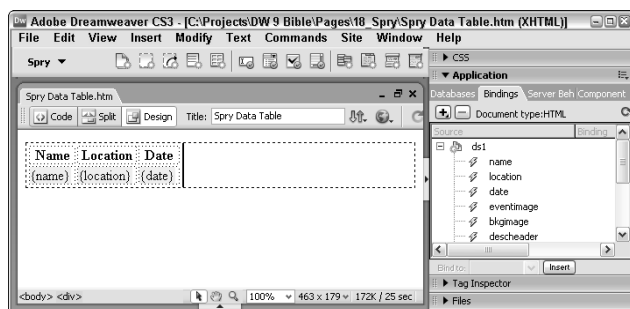 Adobe Dreamweaver CS3 - [C:\Projects\DW 9 Bible\Pages\18_Spry\Spry Data Table.htm (XHTML)]
File Edit View Insert Modify Text Commands Site Window Help
Spry
CSS
Application
Databases Bindings Server Beh Component
Document type:HTML
Source Binding
ds1
name
location
date
eventimage
bkgimage
descheader
Bind to: Insert
Tag Inspector
Files
Spry Data Table.htm
Code Split Design Title: Spry Data Table
Name Location Date
{name} {location} {date}
<body> <div> 100% 463 x 179 172K / 25 sec